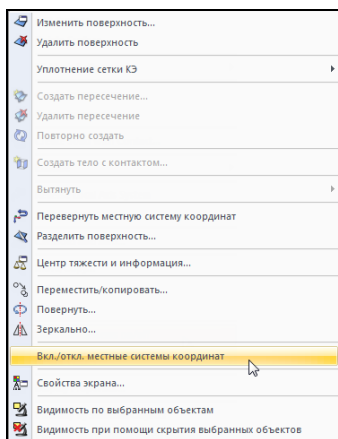 Изменить поверхность...
Удалить поверхность
Уплотнение сетки КЭ
Создать пересечение...
Удалить пересечение
Повторно создать
Создать тело с контактом...
Вытянуть
Перевернуть местную систему координат
Разделить поверхность...
Центр тяжести и информация...
Переместить/копировать...
Повернуть...
Зеркально...
Вкл./откл. местные системы координат
Свойства экрана...
Видимость по выбранным объектам
Видимость при помощи скрытия выбранных объектов